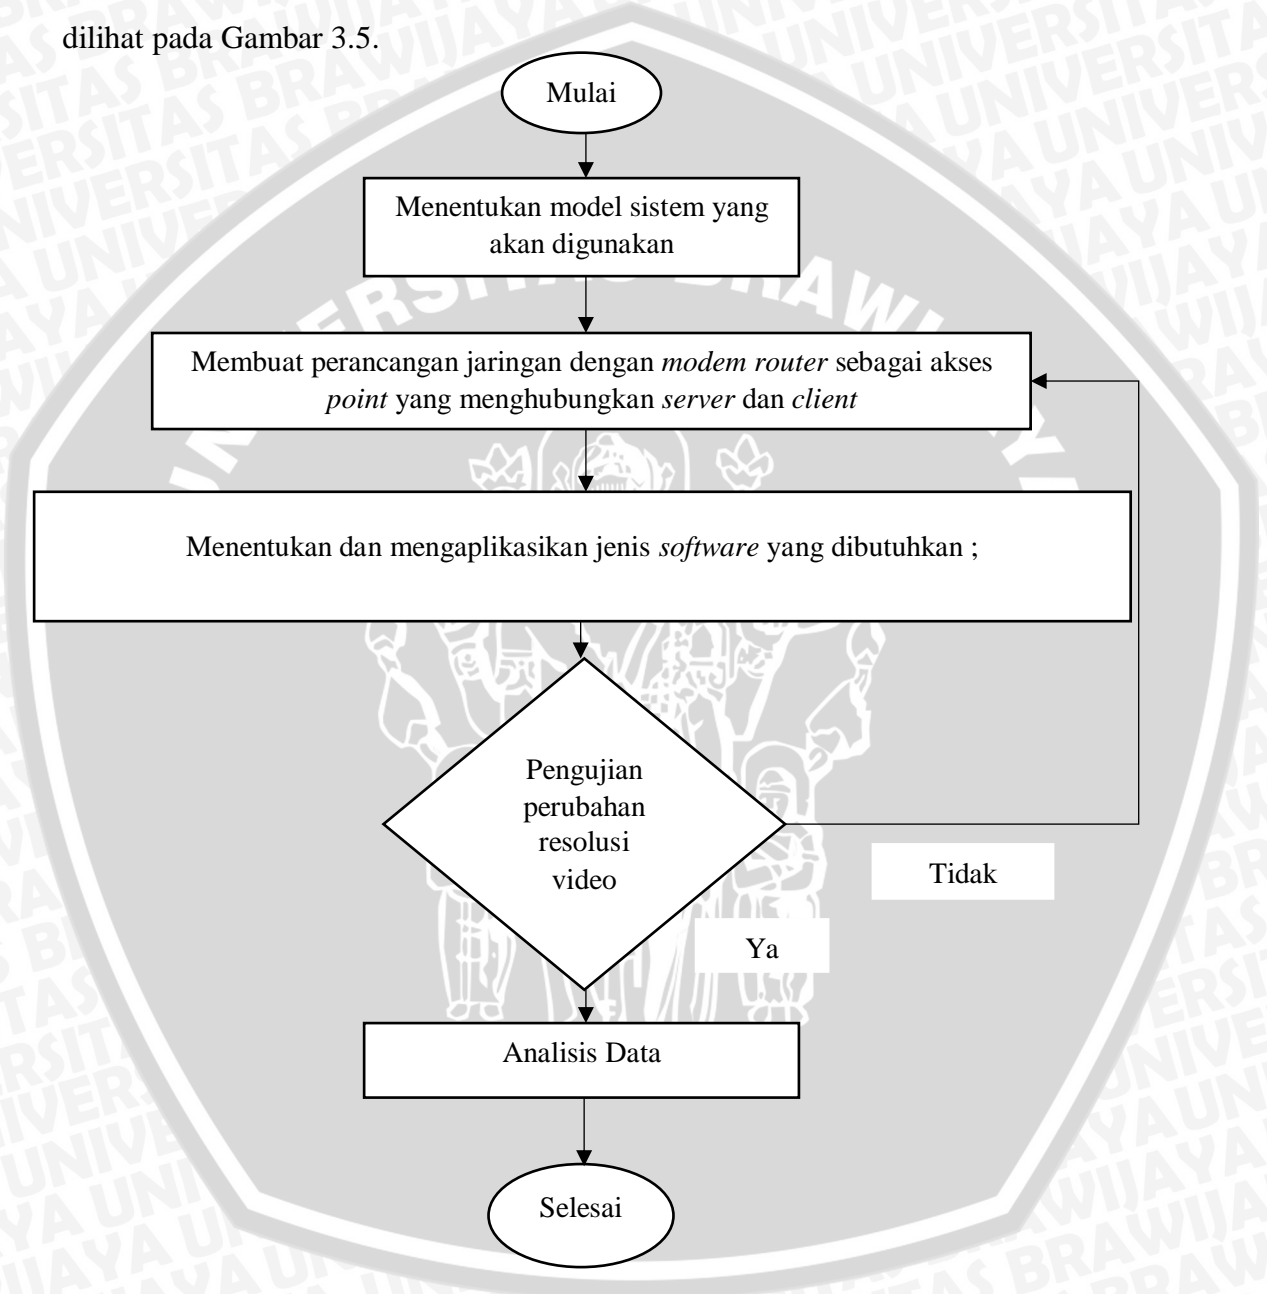 dilihat pada Gambar 3.5.
Mulai
Menentukan model sistem yang
akan digunakan
Membuat perancangan jaringan dengan modem router sebagai akses
point yang menghubungkan server dan client
Menentukan dan mengaplikasikan jenis software yang dibutuhkan ;
Pengujian
perubahan
resolusi
video
Tidak
Ya
Analisis Data
Selesai